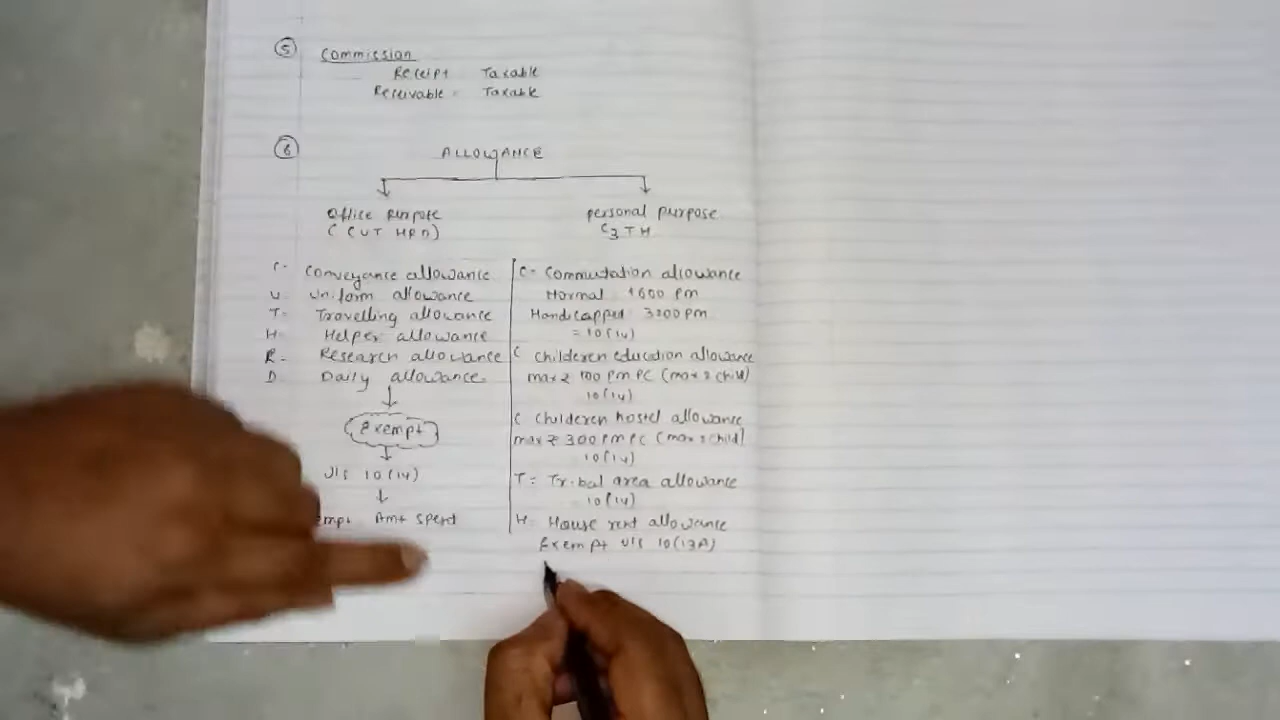 5 Commission
Receipt Taxable
Receivable = Taxable
6 ALLOWANCE
Office purpose
(CUT HRD)
C- Conveyance allowance
U- Uniform allowance
T= Travelling allowance
H- Helper allowance
R- Research allowance
D Daily allowance
Exempt
U/s 10(14)
Amt spent
personal purpose
C3 TH
C- Commutation allowance
Normal 1600 pm
Handicapped 3200 pm
= 10(14)
C childeren education allowance
max ₹ 100 PM PC (max 2 child)
10(14)
C childeren hostel allowance
max ₹ 300 PM PC (max 2 child)
10(14)
T= Tribal area allowance
= 10(14)
H House rent allowance
Exempt U/s 10(13A)